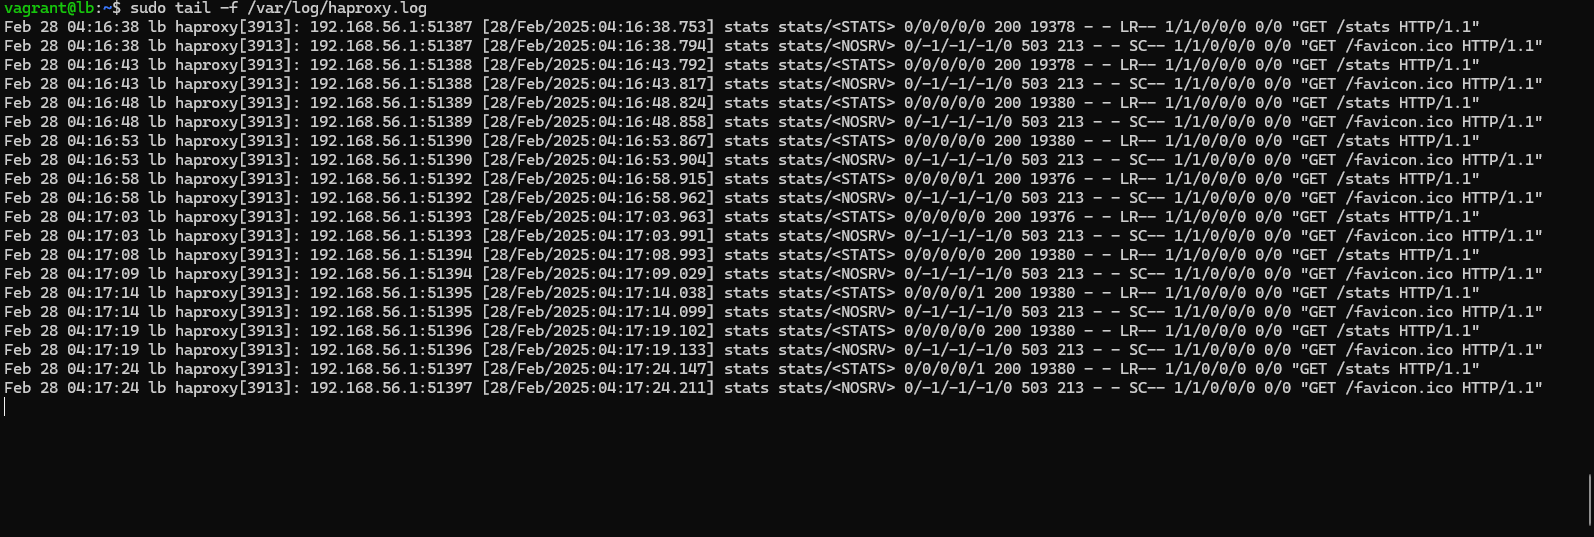 vagrant@lb:~$ sudo tail -f /var/log/haproxy.log
Feb 28 04:16:38 lb haproxy[3913]: 192.168.56.1:51387 [28/Feb/2025:04:16:38.753] stats stats/<STATS> 0/0/0/0/0 200 19378 - - LR-- 1/1/0/0/0 0/0 "GET /stats HTTP/1.1"
Feb 28 04:16:38 lb haproxy[3913]: 192.168.56.1:51387 [28/Feb/2025:04:16:38.794] stats stats/<NOSRV> 0/-1/-1/-1/0 503 213 - - SC-- 1/1/0/0/0 0/0 "GET /favicon.ico HTTP/1.1"
Feb 28 04:16:43 lb haproxy[3913]: 192.168.56.1:51388 [28/Feb/2025:04:16:43.792] stats stats/<STATS> 0/0/0/0/0 200 19378 - - LR-- 1/1/0/0/0 0/0 "GET /stats HTTP/1.1"
Feb 28 04:16:43 lb haproxy[3913]: 192.168.56.1:51388 [28/Feb/2025:04:16:43.817] stats stats/<NOSRV> 0/-1/-1/-1/0 503 213 - - SC-- 1/1/0/0/0 0/0 "GET /favicon.ico HTTP/1.1"
Feb 28 04:16:48 lb haproxy[3913]: 192.168.56.1:51389 [28/Feb/2025:04:16:48.824] stats stats/<STATS> 0/0/0/0/0 200 19380 - - LR-- 1/1/0/0/0 0/0 "GET /stats HTTP/1.1"
Feb 28 04:16:48 lb haproxy[3913]: 192.168.56.1:51389 [28/Feb/2025:04:16:48.858] stats stats/<NOSRV> 0/-1/-1/-1/0 503 213 - - SC-- 1/1/0/0/0 0/0 "GET /favicon.ico HTTP/1.1"
Feb 28 04:16:53 lb haproxy[3913]: 192.168.56.1:51390 [28/Feb/2025:04:16:53.867] stats stats/<STATS> 0/0/0/0/0 200 19380 - - LR-- 1/1/0/0/0 0/0 "GET /stats HTTP/1.1"
Feb 28 04:16:53 lb haproxy[3913]: 192.168.56.1:51390 [28/Feb/2025:04:16:53.904] stats stats/<NOSRV> 0/-1/-1/-1/0 503 213 - - SC-- 1/1/0/0/0 0/0 "GET /favicon.ico HTTP/1.1"
Feb 28 04:16:58 lb haproxy[3913]: 192.168.56.1:51392 [28/Feb/2025:04:16:58.915] stats stats/<STATS> 0/0/0/0/1 200 19376 - - LR-- 1/1/0/0/0 0/0 "GET /stats HTTP/1.1"
Feb 28 04:16:58 lb haproxy[3913]: 192.168.56.1:51392 [28/Feb/2025:04:16:58.962] stats stats/<NOSRV> 0/-1/-1/-1/0 503 213 - - SC-- 1/1/0/0/0 0/0 "GET /favicon.ico HTTP/1.1"
Feb 28 04:17:03 lb haproxy[3913]: 192.168.56.1:51393 [28/Feb/2025:04:17:03.963] stats stats/<STATS> 0/0/0/0/0 200 19376 - - LR-- 1/1/0/0/0 0/0 "GET /stats HTTP/1.1"
Feb 28 04:17:03 lb haproxy[3913]: 192.168.56.1:51393 [28/Feb/2025:04:17:03.991] stats stats/<NOSRV> 0/-1/-1/-1/0 503 213 - - SC-- 1/1/0/0/0 0/0 "GET /favicon.ico HTTP/1.1"
Feb 28 04:17:08 lb haproxy[3913]: 192.168.56.1:51394 [28/Feb/2025:04:17:08.993] stats stats/<STATS> 0/0/0/0/0 200 19380 - - LR-- 1/1/0/0/0 0/0 "GET /stats HTTP/1.1"
Feb 28 04:17:09 lb haproxy[3913]: 192.168.56.1:51394 [28/Feb/2025:04:17:09.029] stats stats/<NOSRV> 0/-1/-1/-1/0 503 213 - - SC-- 1/1/0/0/0 0/0 "GET /favicon.ico HTTP/1.1"
Feb 28 04:17:14 lb haproxy[3913]: 192.168.56.1:51395 [28/Feb/2025:04:17:14.038] stats stats/<STATS> 0/0/0/0/1 200 19380 - - LR-- 1/1/0/0/0 0/0 "GET /stats HTTP/1.1"
Feb 28 04:17:14 lb haproxy[3913]: 192.168.56.1:51395 [28/Feb/2025:04:17:14.099] stats stats/<NOSRV> 0/-1/-1/-1/0 503 213 - - SC-- 1/1/0/0/0 0/0 "GET /favicon.ico HTTP/1.1"
Feb 28 04:17:19 lb haproxy[3913]: 192.168.56.1:51396 [28/Feb/2025:04:17:19.102] stats stats/<STATS> 0/0/0/0/0 200 19380 - - LR-- 1/1/0/0/0 0/0 "GET /stats HTTP/1.1"
Feb 28 04:17:19 lb haproxy[3913]: 192.168.56.1:51396 [28/Feb/2025:04:17:19.133] stats stats/<NOSRV> 0/-1/-1/-1/0 503 213 - - SC-- 1/1/0/0/0 0/0 "GET /favicon.ico HTTP/1.1"
Feb 28 04:17:24 lb haproxy[3913]: 192.168.56.1:51397 [28/Feb/2025:04:17:24.147] stats stats/<STATS> 0/0/0/0/1 200 19380 - - LR-- 1/1/0/0/0 0/0 "GET /stats HTTP/1.1"
Feb 28 04:17:24 lb haproxy[3913]: 192.168.56.1:51397 [28/Feb/2025:04:17:24.211] stats stats/<NOSRV> 0/-1/-1/-1/0 503 213 - - SC-- 1/1/0/0/0 0/0 "GET /favicon.ico HTTP/1.1"